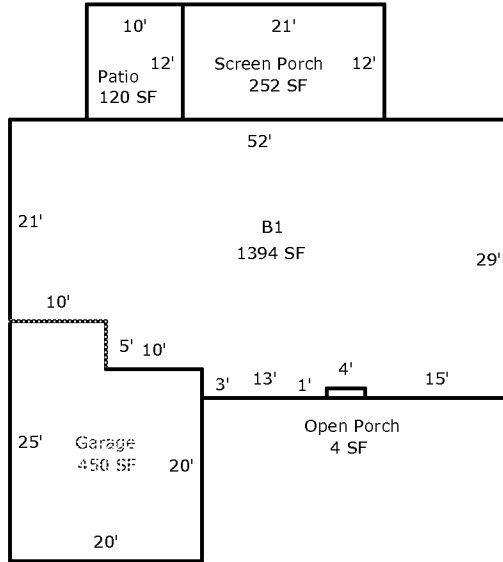 10'
21'
12'
12'
Patio
120 SF
Screen Porch
252 SF
52'
21'
B1
1394 SF
29'
10'
5'
10'
3'
13'
1'
4'
15'
Open Porch
4 SF
25'
Garage
450 SF
20'
20'